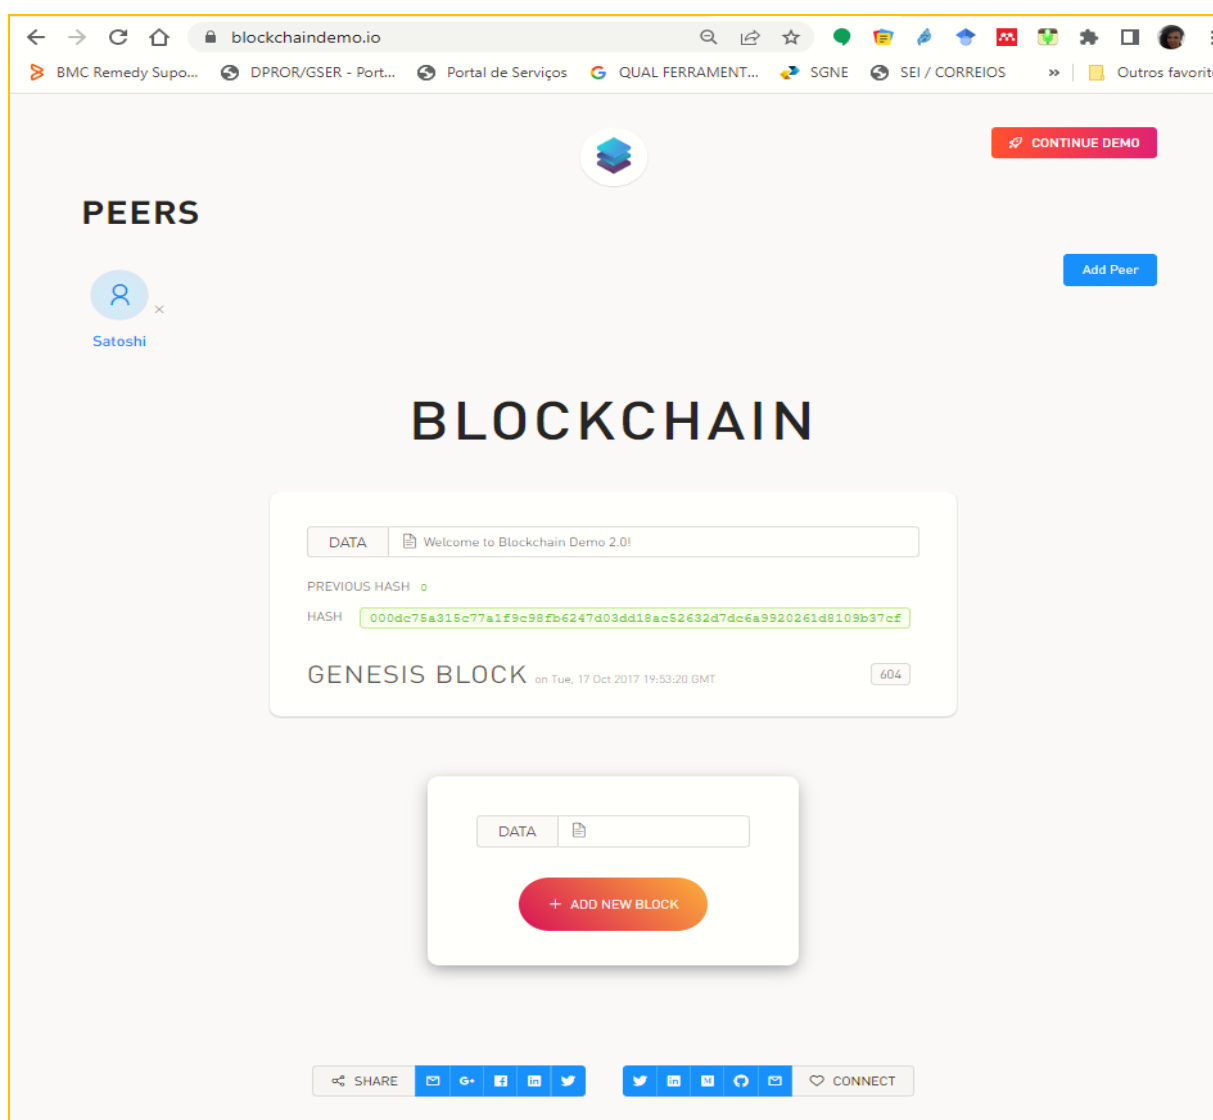 blockchaindemo.io
BMC Remedy Supo... DPROR/GSER - Port... Portal de Serviços QUAL FERRAMENT... SGNE SEI / CORREIOS » Outros favorit
CONTINUE DEMO
PEERS
Add Peer
Satoshi
BLOCKCHAIN
DATA Welcome to Blockchain Demo 2.0!
PREVIOUS HASH 0
HASH 000dc75a315c77a1f9c98fb6247d03dd18ac52632d7dc6a9920261d8109b37cf
GENESIS BLOCK on Tue, 17 Oct 2017 19:53:20 GMT 604
DATA
+ ADD NEW BLOCK
SHARE G+ f in in M CONNECT